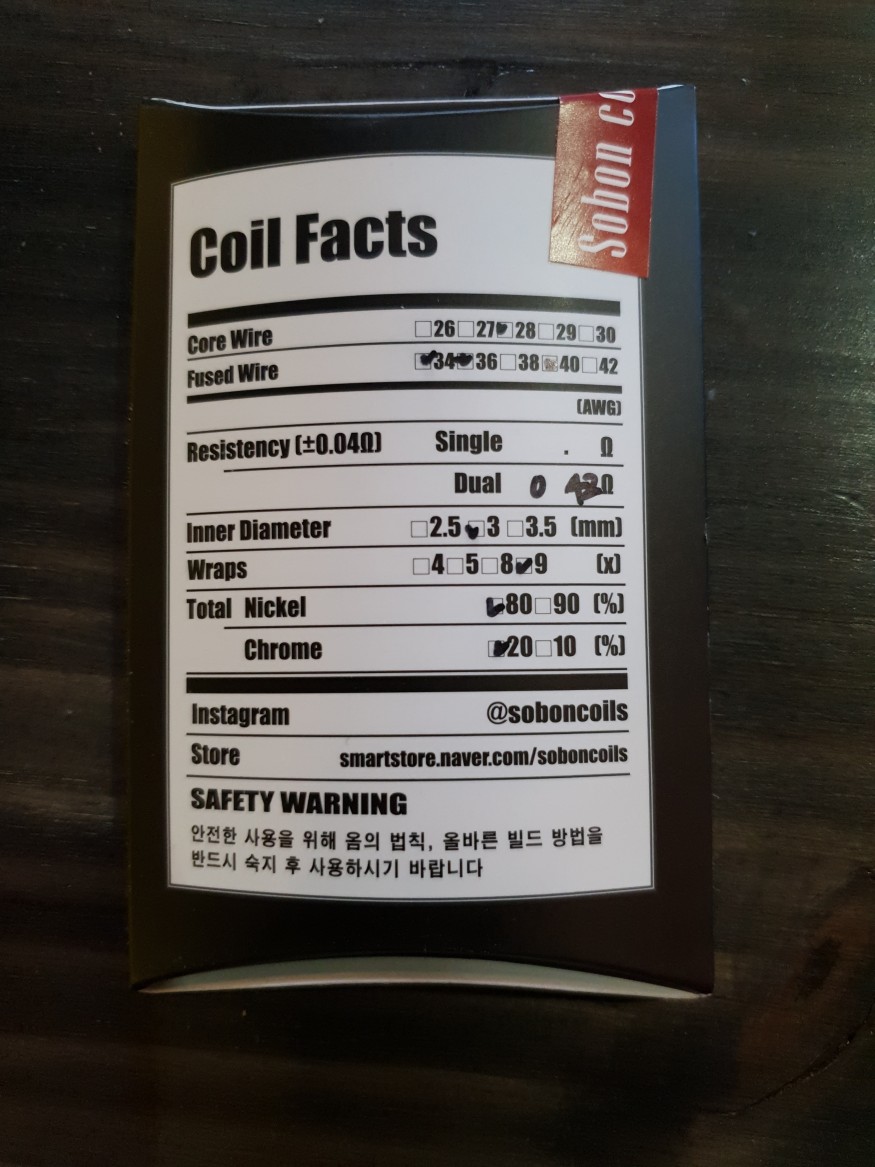 Sobon co
Coil Facts
Core Wire ☐26☐27☑28☐29☐30
Fused Wire ☑34☑36☐38☐40☐42
(AWG)
Resistency (±0.04Ω) Single . Ω
Dual 0 Ω
Inner Diameter ☐2.5☑3☐3.5 (mm)
Wraps ☐4☐5☐8☑9 (x)
Total Nickel ☑80☐90 (%)
Chrome ☑20☐10 (%)
Instagram @soboncoils
Store smartstore.naver.com/soboncoils
SAFETY WARNING
안전한 사용을 위해 옴의 법칙, 올바른 빌드 방법을
반드시 숙지 후 사용하시기 바랍니다